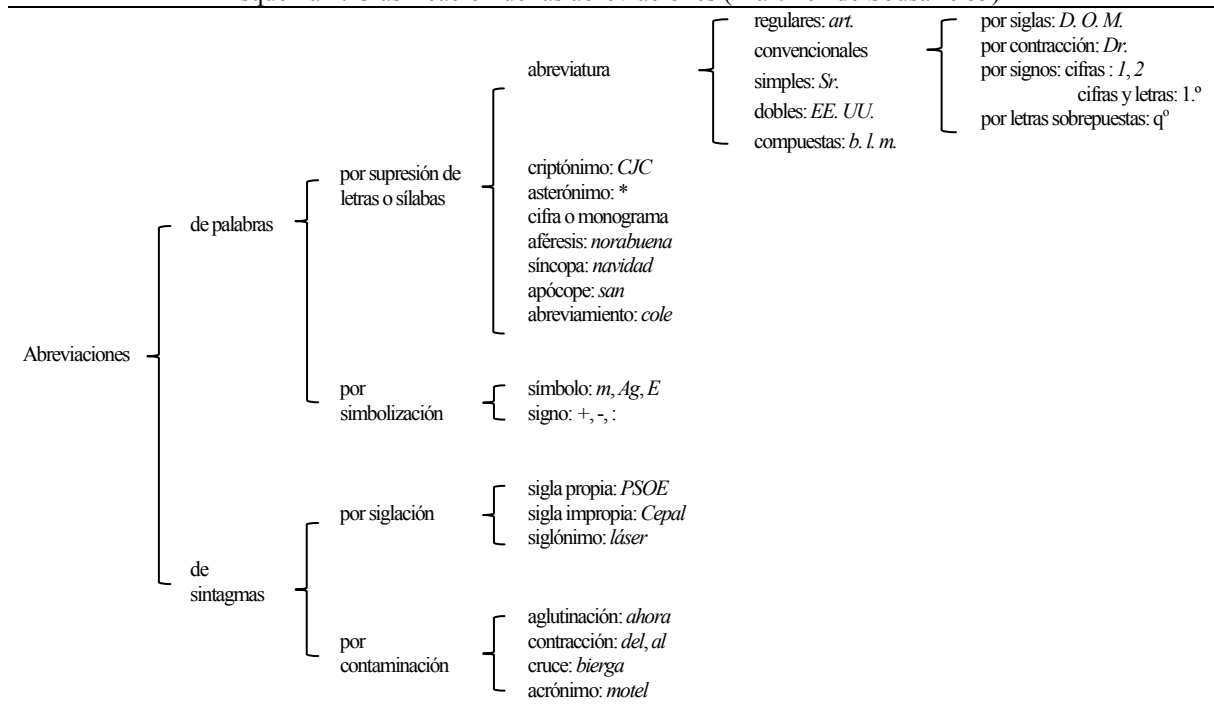 abreviatura
regulares: art.
convencionales
simples: Sr.
dobles: EE. UU.
compuestas: b. l. m.
por siglas: D. O. M.
por contracción: Dr.
por signos: cifras : 1, 2
cifras y letras: 1.º
por letras sobrepuestas: qº
Abreviaciones
de palabras
por supresión de
letras o sílabas
criptónimo: CJC
asterónimo: *
cifra o monograma
aféresis: norabuena
síncopa: navidad
apócope: san
abreviamiento: cole
por
simbolización
símbolo: m, Ag, E
signo: +, -, :
de
sintagmas
por siglación
sigla propia: PSOE
sigla impropia: Cepal
siglónimo: láser
por
contaminación
aglutinación: ahora
contracción: del, al
cruce: bierga
acrónimo: motel